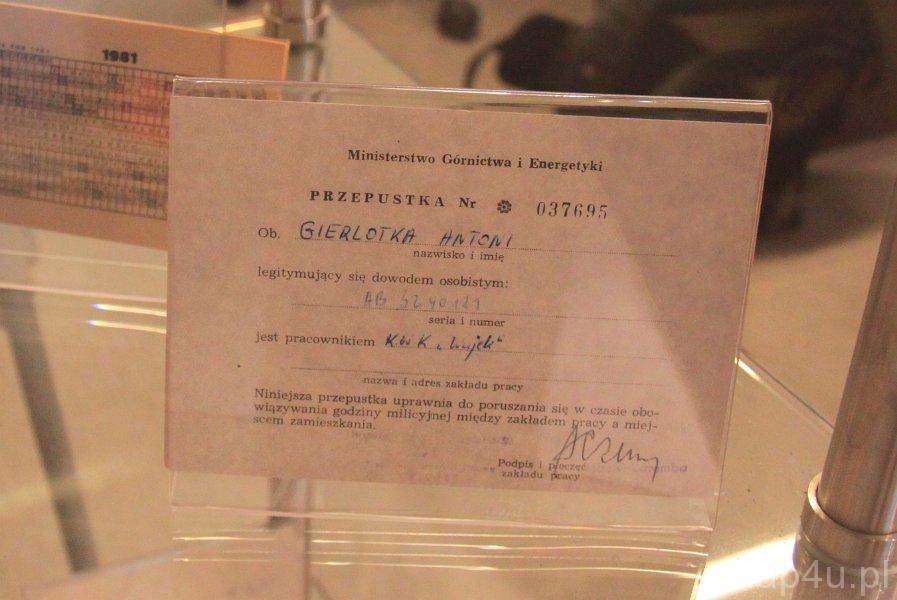 1981
Ministerstwo Górnictwa i Energetyki
PRZEPUSTKA Nr 037695
Ob. GIERLOTKA ANTONI
nazwisko i imię
legitymujący się dowodem osobistym:
AB 5240121
seria i numer
jest pracownikiem KWK „Wujek"
nazwa i adres zakładu pracy
Niniejsza przepustka uprawnia do poruszania się w czasie obo-
wiązywania godziny milicyjnej między zakładem pracy a miej-
scem zamieszkania.
Podpis i pieczęć
zakładu pracy